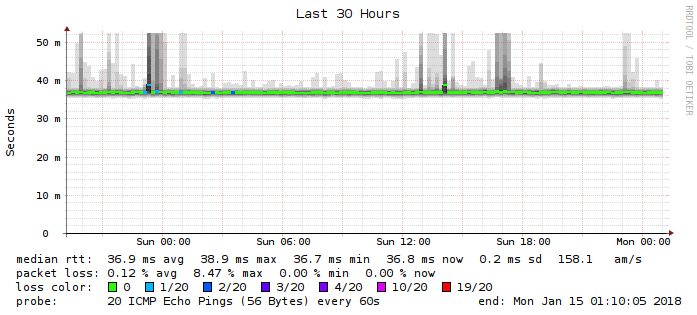 Last 30 Hours
RRDTOOL / TOBI OETIKER
Seconds
50 m
40 m
30 m
20 m
10 m
0
Sun 00:00 Sun 06:00 Sun 12:00 Sun 18:00 Mon 00:00
median rtt: 36.9 ms avg 38.9 ms max 36.7 ms min 36.8 ms now 0.2 ms sd 158.1 am/s
packet loss: 0.12 % avg 8.47 % max 0.00 % min 0.00 % now
loss color: 0 1/20 2/20 3/20 4/20 10/20 19/20
probe: 20 ICMP Echo Pings (56 Bytes) every 60s end: Mon Jan 15 01:10:05 2018